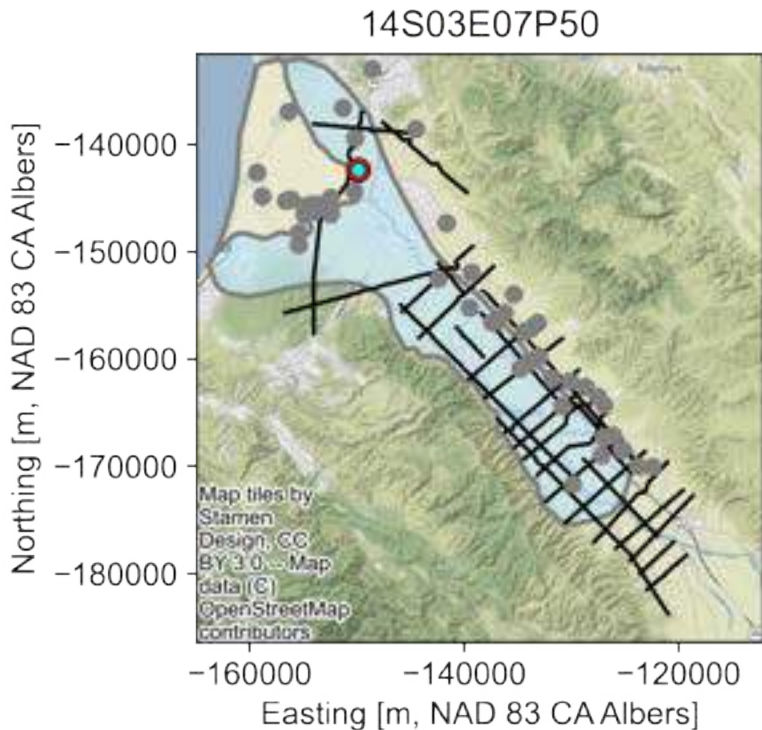 14S03E07P50
Northing [m, NAD 83 CA Albers]
−140000
−150000
−160000
−170000
−180000
Map tiles by
Stamen
Design, CC
BY 3.0 -- Map
data (C)
OpenStreetMap
contributors
−160000
−140000
−120000
Easting [m, NAD 83 CA Albers]